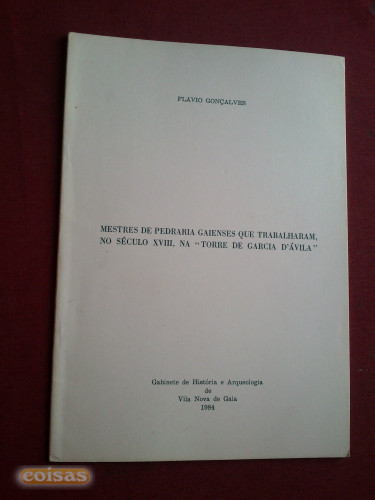 FLÁVIO GONÇALVES
MESTRES DE PEDRARIA GAIENSES QUE TRABALHARAM,
NO SÉCULO XVIII, NA "TORRE DE GARCIA D'ÁVILA"
Gabinete de História e Arqueologia
de
Vila Nova de Gaia
1984
coisas